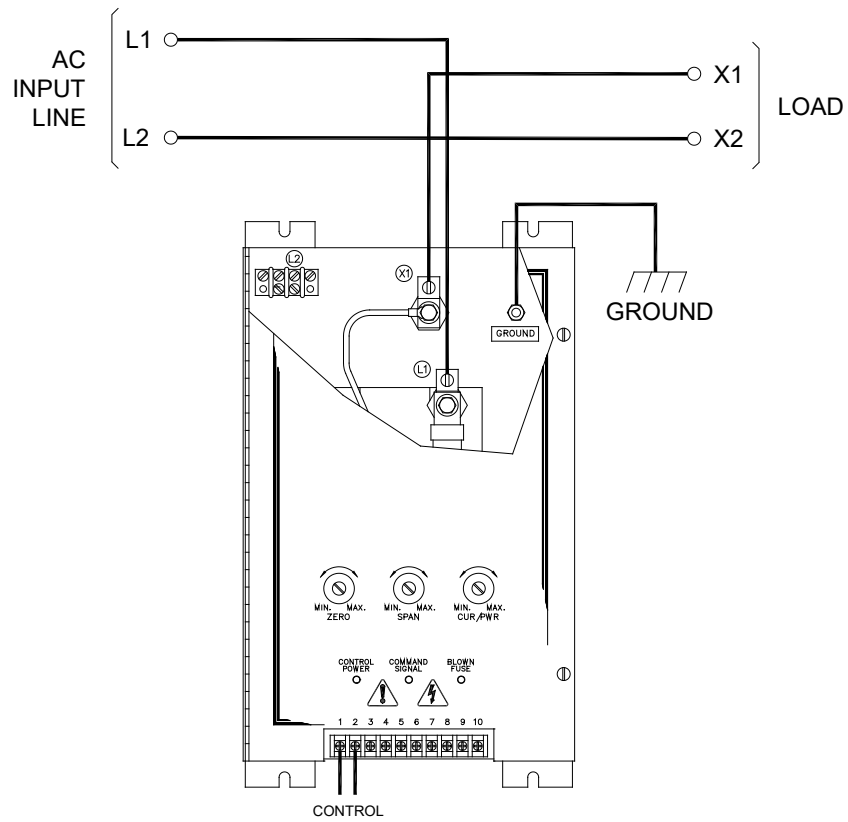 AC
INPUT
LINE
L1
L2
X1
X2
LOAD
L2
X1
GROUND
GROUND
L1
MIN. MAX.
ZERO
MIN. MAX.
SPAN
MIN. MAX.
CUR/PWR
CONTROL
POWER
COMMAND
SIGNAL
BLOWN
FUSE
!
1 2 3 4 5 6 7 8 9 10
CONTROL